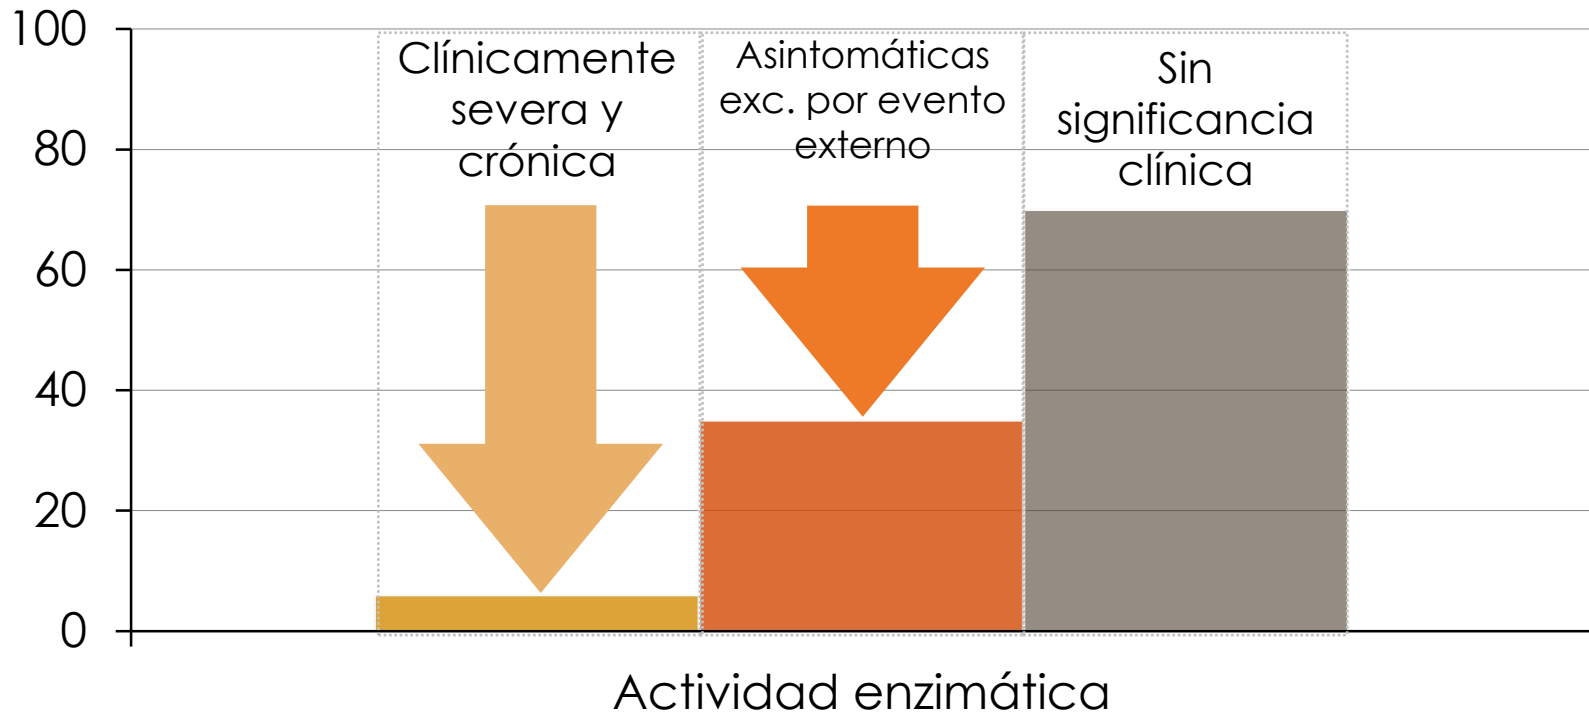 100
80
60
40
20
0
Clínicamente
severa y
crónica
Asintomáticas
exc. por evento
externo
Sin
significancia
clínica
Actividad enzimática